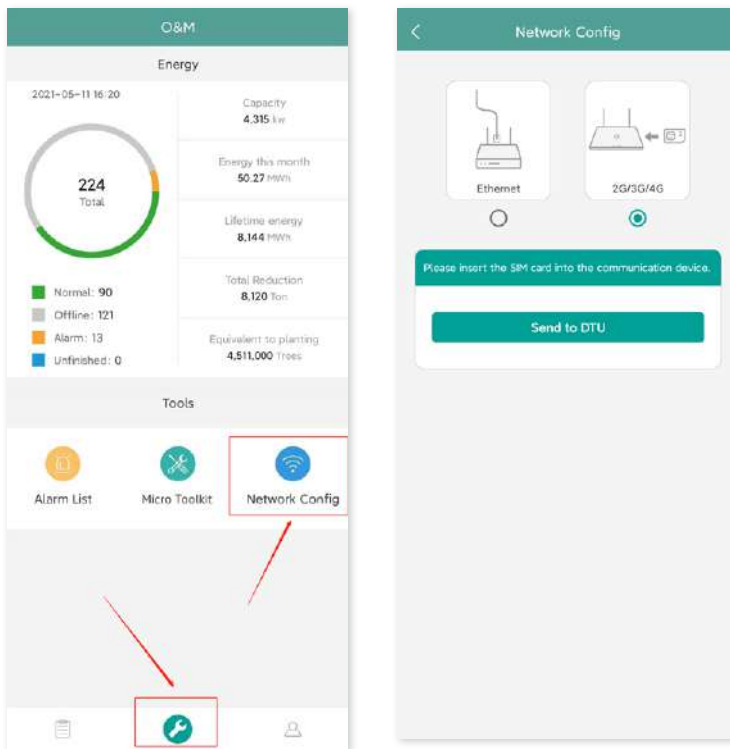 O&M
Energy
2021-05-11 16:20
224
Total
Capacity
4,315 kw
Energy this month
50.27 MWh
Lifetime energy
8,144 MWh
Total Reduction
8,120 Ton
Equivalent to planting
4,511,000 Trees
Normal: 90
Offline: 121
Alarm: 13
Unfinished: 0
Tools
Alarm List
Micro Toolkit
Network Config
Network Config
Ethernet
2G/3G/4G
Please insert the SIM card into the communication device.
Send to DTU